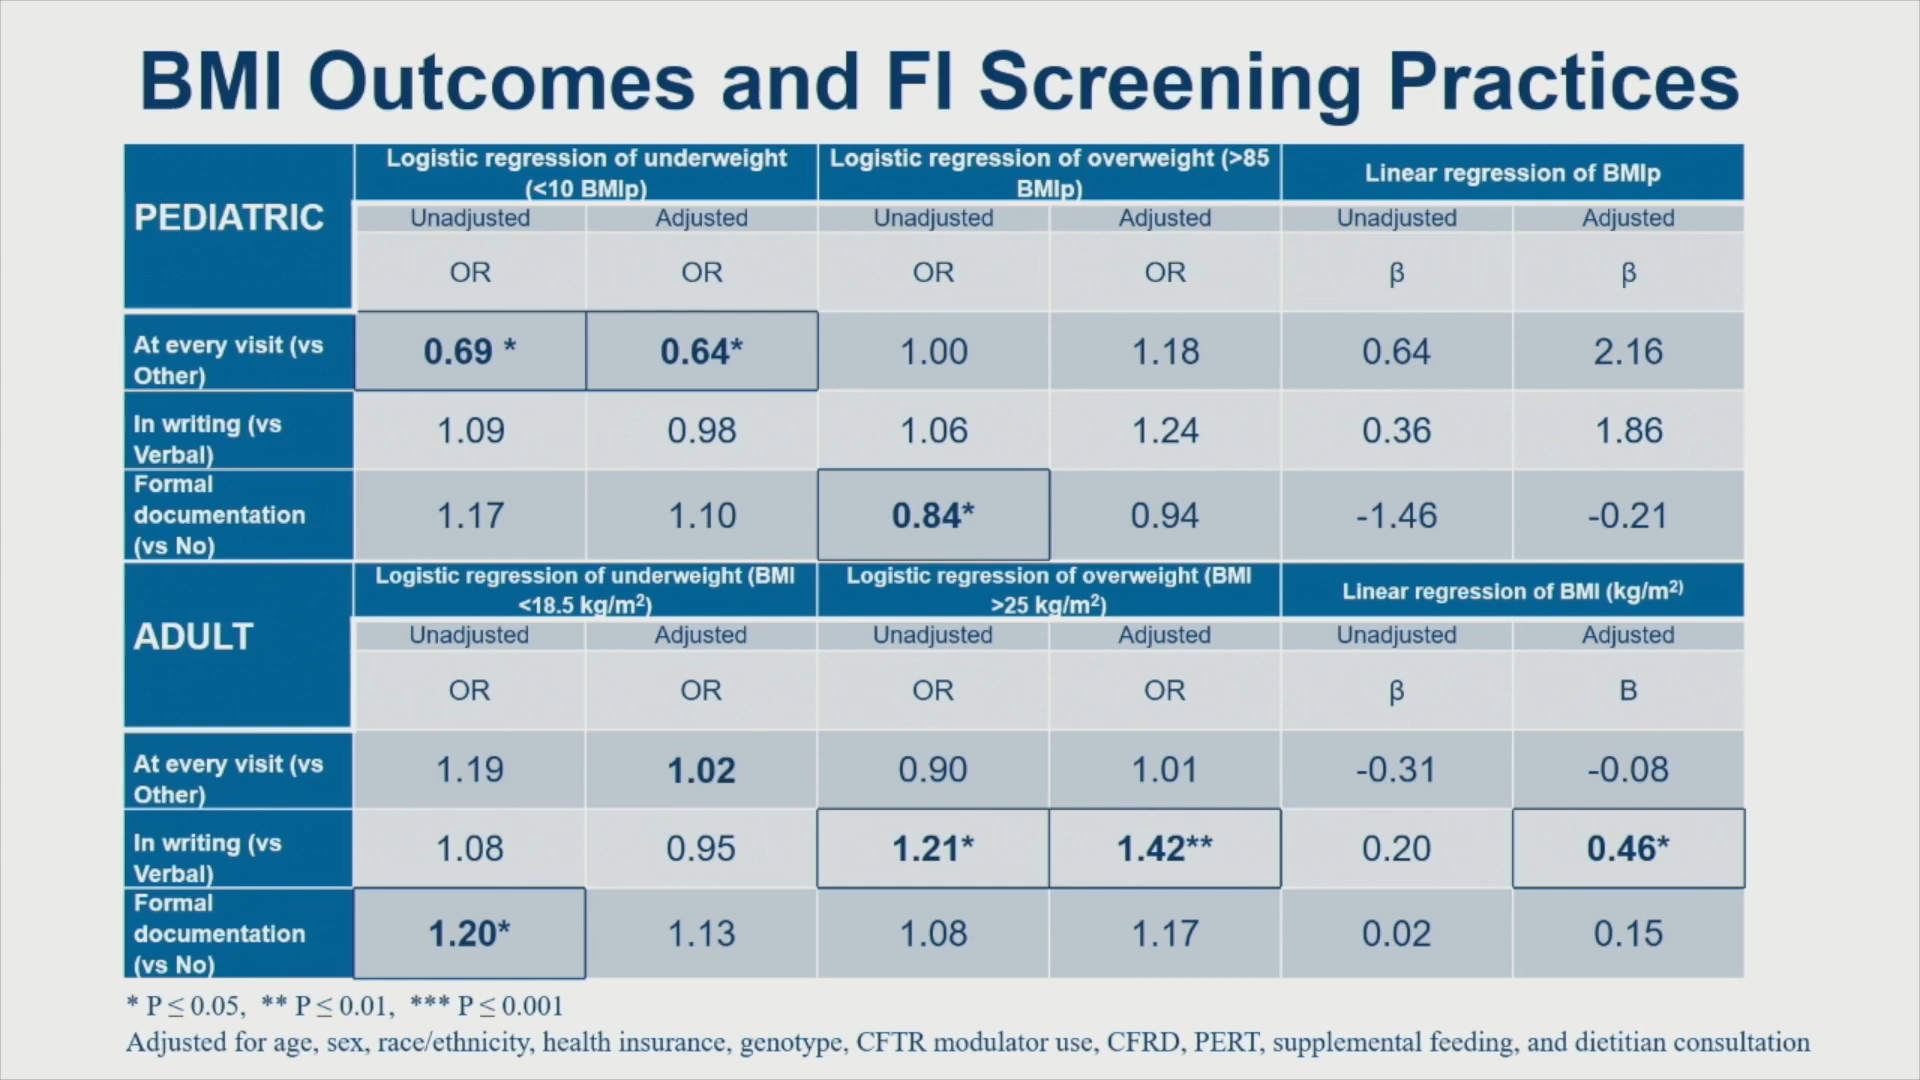 BMI Outcomes and FI Screening Practices
PEDIATRIC
Logistic regression of underweight
(<10 BMIp)
Logistic regression of overweight (>85
BMIp)
Linear regression of BMIp
Unadjusted Adjusted Unadjusted Adjusted Unadjusted Adjusted
OR OR OR OR β β
At every visit (vs
Other)
0.69 * 0.64* 1.00 1.18 0.64 2.16
In writing (vs
Verbal)
1.09 0.98 1.06 1.24 0.36 1.86
Formal
documentation
(vs No)
1.17 1.10 0.84* 0.94 -1.46 -0.21
ADULT
Logistic regression of underweight (BMI
<18.5 kg/m²)
Logistic regression of overweight (BMI
>25 kg/m²)
Linear regression of BMI (kg/m²)
Unadjusted Adjusted Unadjusted Adjusted Unadjusted Adjusted
OR OR OR OR β B
At every visit (vs
Other)
1.19 1.02 0.90 1.01 -0.31 -0.08
In writing (vs
Verbal)
1.08 0.95 1.21* 1.42** 0.20 0.46*
Formal
documentation
(vs No)
1.20* 1.13 1.08 1.17 0.02 0.15
* P ≤ 0.05, ** P ≤ 0.01, *** P ≤ 0.001
Adjusted for age, sex, race/ethnicity, health insurance, genotype, CFTR modulator use, CFRD, PERT, supplemental feeding, and dietitian consultation